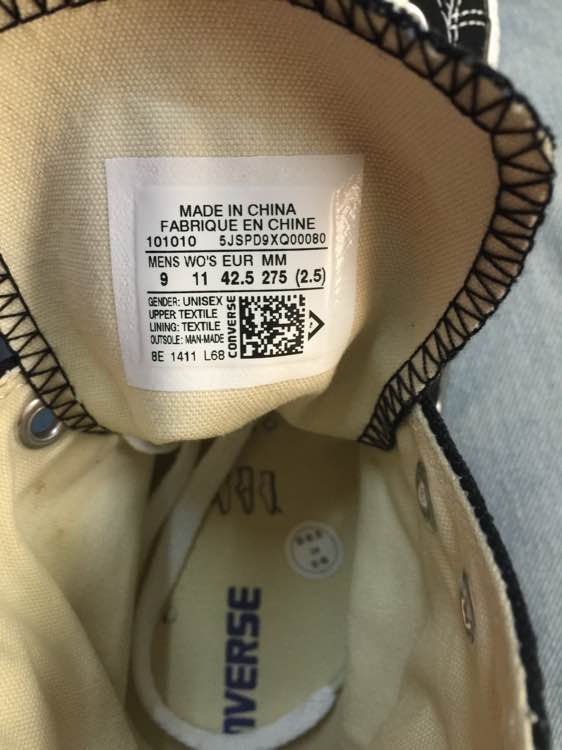 MADE IN CHINA
FABRIQUE EN CHINE
101010 5JSPD9XQ00080
MENS WO'S EUR MM
9 11 42.5 275 (2.5)
GENDER: UNISEX
UPPER TEXTILE
LINING: TEXTILE
OUTSOLE: MAN-MADE
8E 1411 L68
CONVERSE
NVERSE